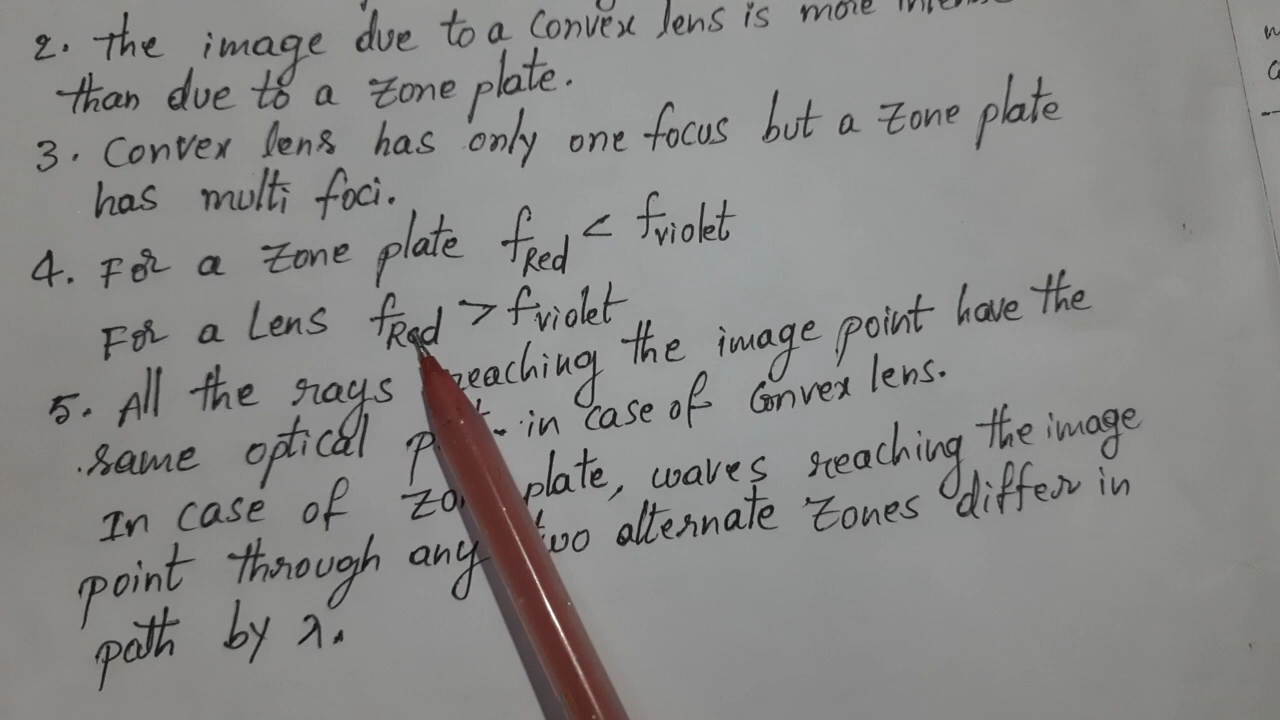 2. the image due to a convex lens is more
than due to a zone plate.
3. Convex lens has only one focus but a zone plate
has multi foci.
4. For a zone plate fRed < fviolet
For a Lens fRed > fviolet
5. All the rays reaching the image point have the
same optical in case of Convex lens.
In case of plate, waves reaching the image
point through any two alternate zones differ in
path by λ.